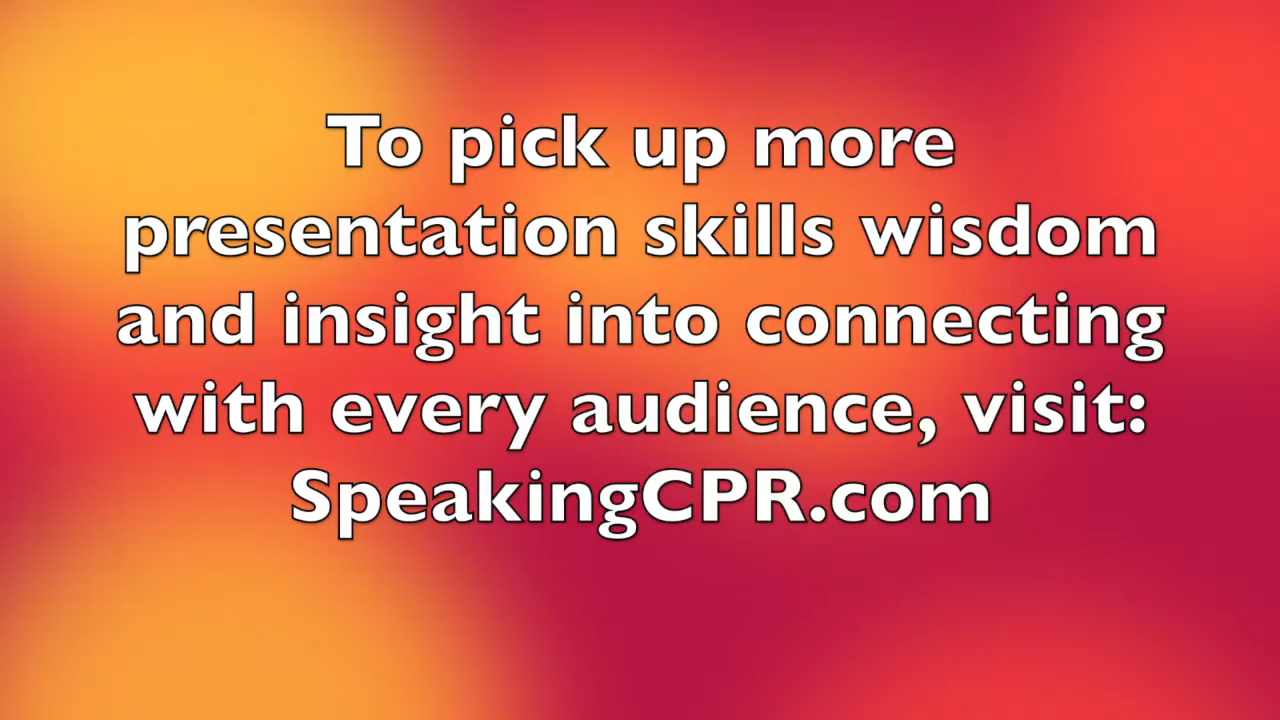 To pick up more
presentation skills wisdom
and insight into connecting
with every audience, visit:
SpeakingCPR.com